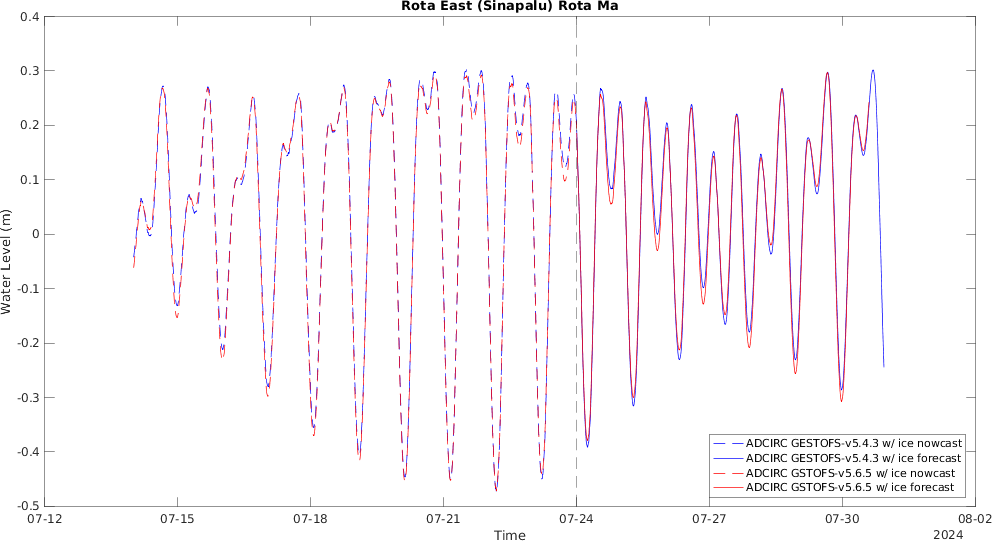 Rota East (Sinapalu) Rota Ma
0.4
0.3
0.2
0.1
0
-0.1
-0.2
-0.3
-0.4
-0.5
Water Level (m)
ADCIRC GESTOFS-v5.4.3 w/ ice nowcast
ADCIRC GESTOFS-v5.4.3 w/ ice forecast
ADCIRC GSTOFS-v5.6.5 w/ ice nowcast
ADCIRC GSTOFS-v5.6.5 w/ ice forecast
07-12 07-15 07-18 07-21 07-24 07-27 07-30 08-02
Time
2024